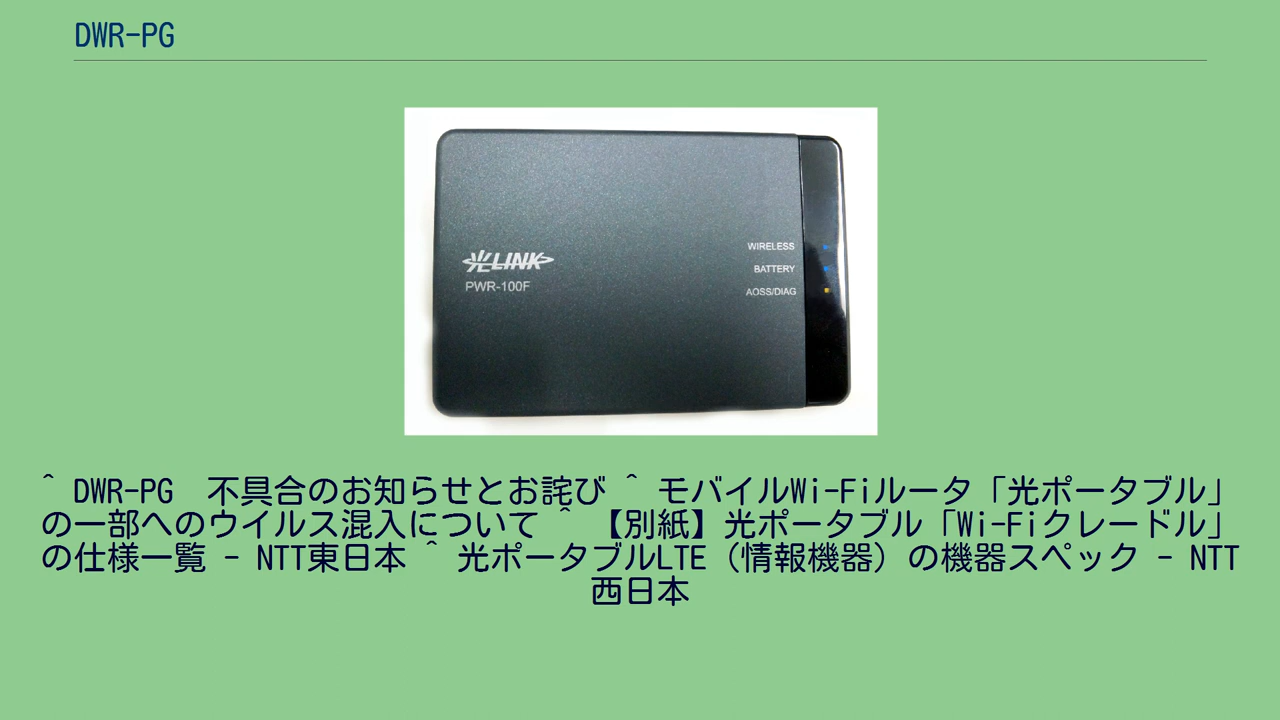 DWR-PG
光LINK
PWR-100F
WIRELESS
BATTERY
AOSS/DIAG
^ DWR-PG　不具合のお知らせとお詫び ^ モバイルWi-Fiルータ「光ポータブル」
の一部へのウイルス混入について ^ 【別紙】光ポータブル「Wi-Fiクレードル」
の仕様一覧 - NTT東日本 ^ 光ポータブルLTE（情報機器）の機器スペック - NTT
西日本